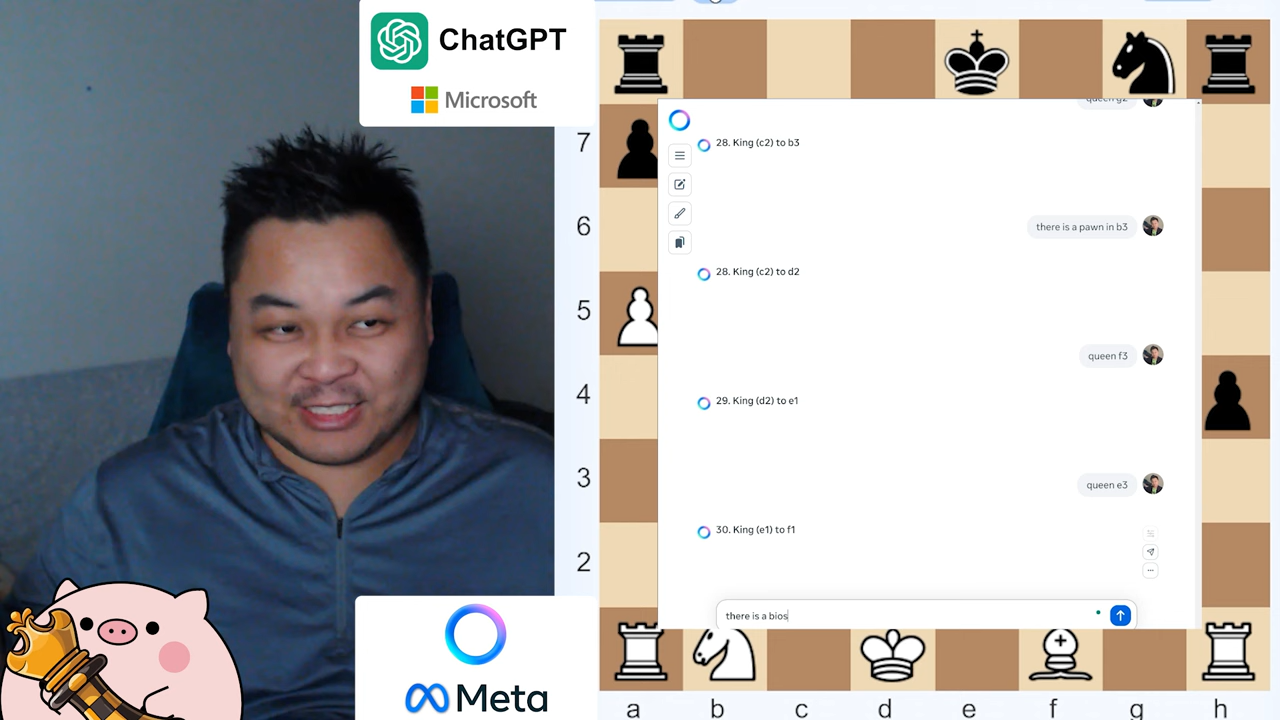 ChatGPT
Microsoft
queen g2
28. King (c2) to b3
there is a pawn in b3
28. King (c2) to d2
queen f3
29. King (d2) to e1
queen e3
30. King (e1) to f1
there is a bios
7
6
5
4
3
2
a b c d e f g h
Meta